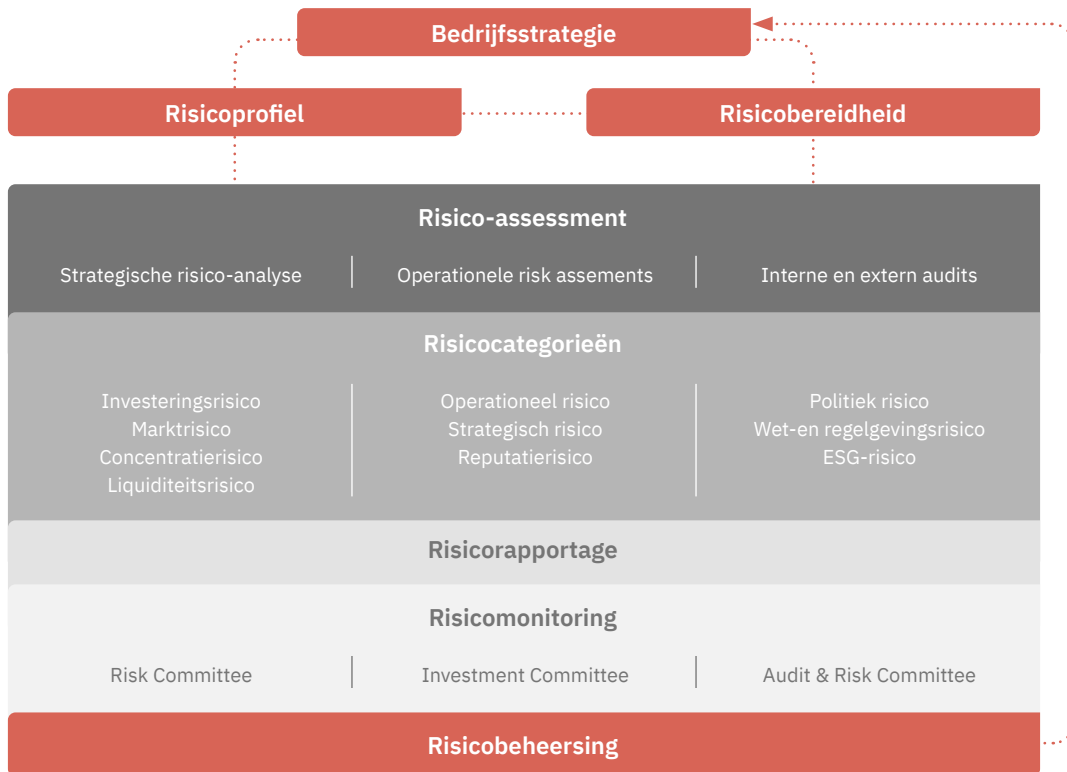 Bedrijfsstrategie
Risicoprofiel
Risicobereidheid
Risico-assessment
Strategische risico-analyse
Operationele risk assements
Interne en extern audits
Risicocategorieën
Investeringsrisico
Marktrisico
Concentratierisico
Liquiditeitsrisico
Operationeel risico
Strategisch risico
Reputatierisico
Politiek risico
Wet-en regelgevingsrisico
ESG-risico
Risicorapportage
Risicomonitoring
Risk Committee
Investment Committee
Audit & Risk Committee
Risicobeheersing